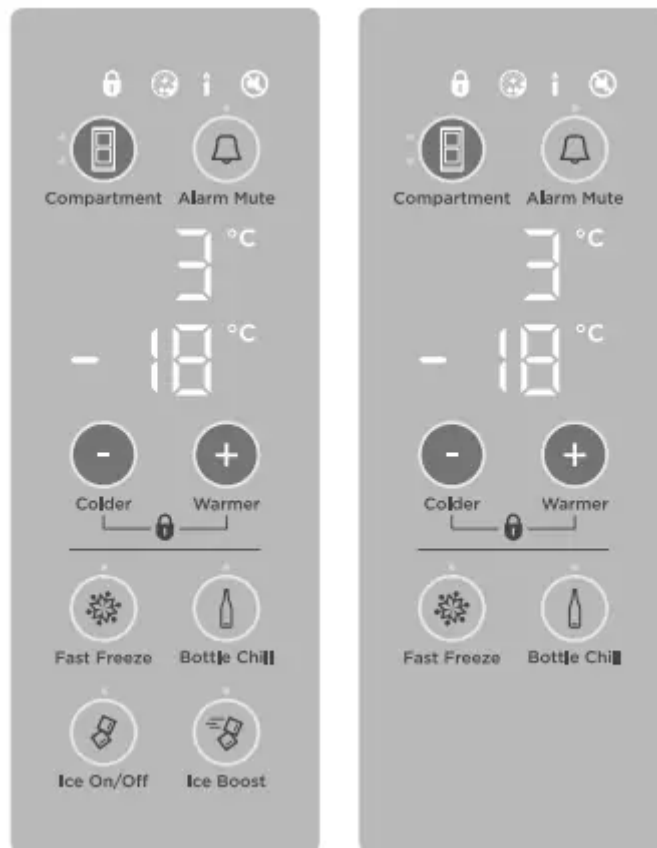 Compartment Alarm Mute
3 °C
- 18 °C
- +
Colder Warmer
Fast Freeze Bottle Chill
Ice On/Off Ice Boost
Compartment Alarm Mute
3 °C
- 18 °C
- +
Colder Warmer
Fast Freeze Bottle Chill